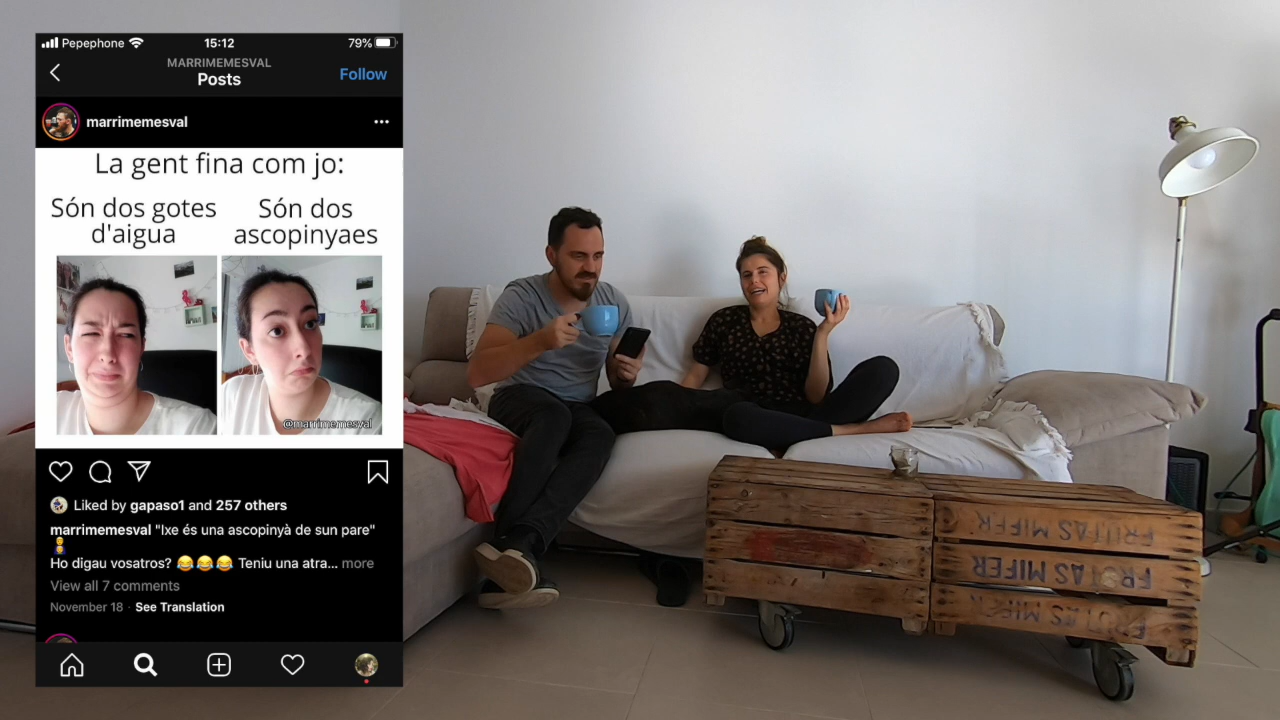 Pepephone 15:12 79%
MARRIMEMESVAL
Posts Follow
marrimemesval
La gent fina com jo:
Són dos gotes d'aigua
Són dos ascopinyaes
@marrimemesval
Liked by gapaso1 and 257 others
marrimemesval "Ixe és una ascopinyà de sun pare"
🤱
Ho digau vosatros? 😂😂😂 Teniu una atra... more
View all 7 comments
November 18 · See Translation
FRUTAS MIFER
FRUTAS MIFER
FRUTAS MIFER